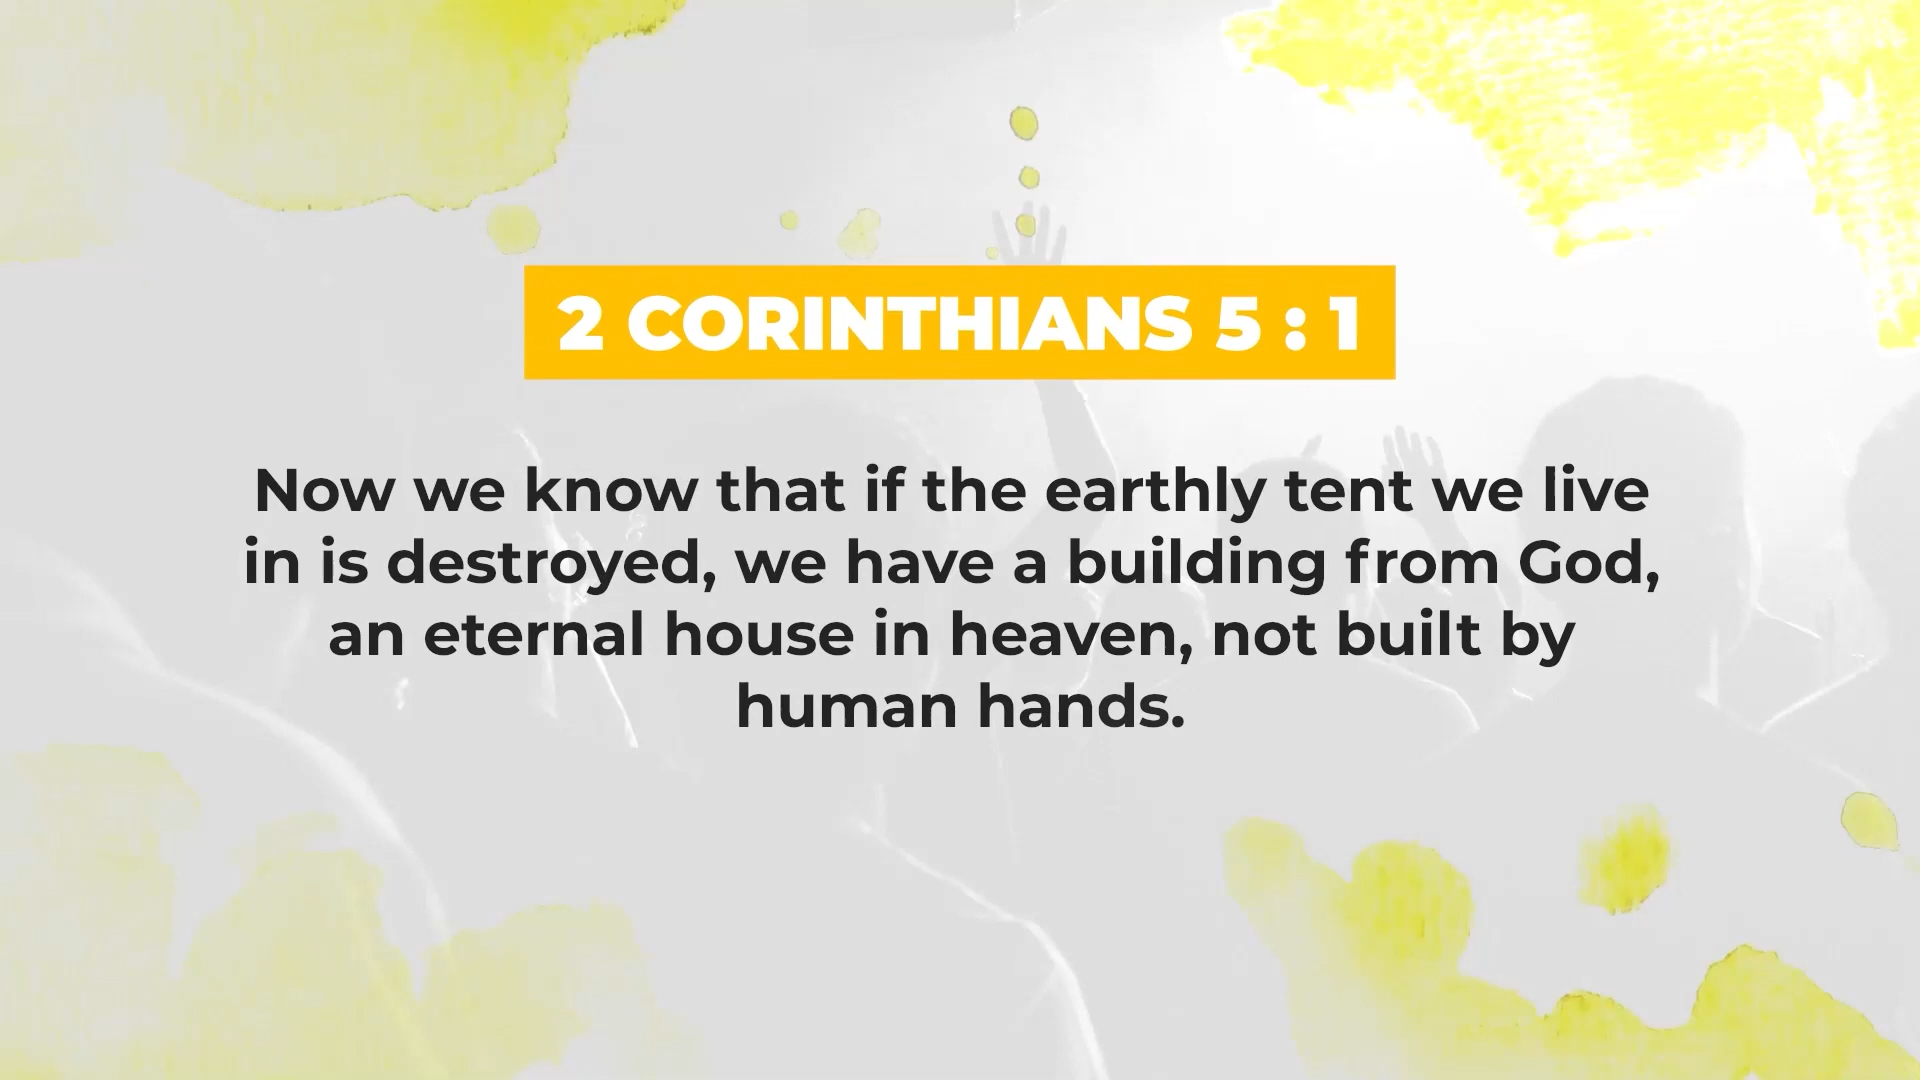 2 CORINTHIANS 5 : 1
Now we know that if the earthly tent we live
in is destroyed, we have a building from God,
an eternal house in heaven, not built by
human hands.